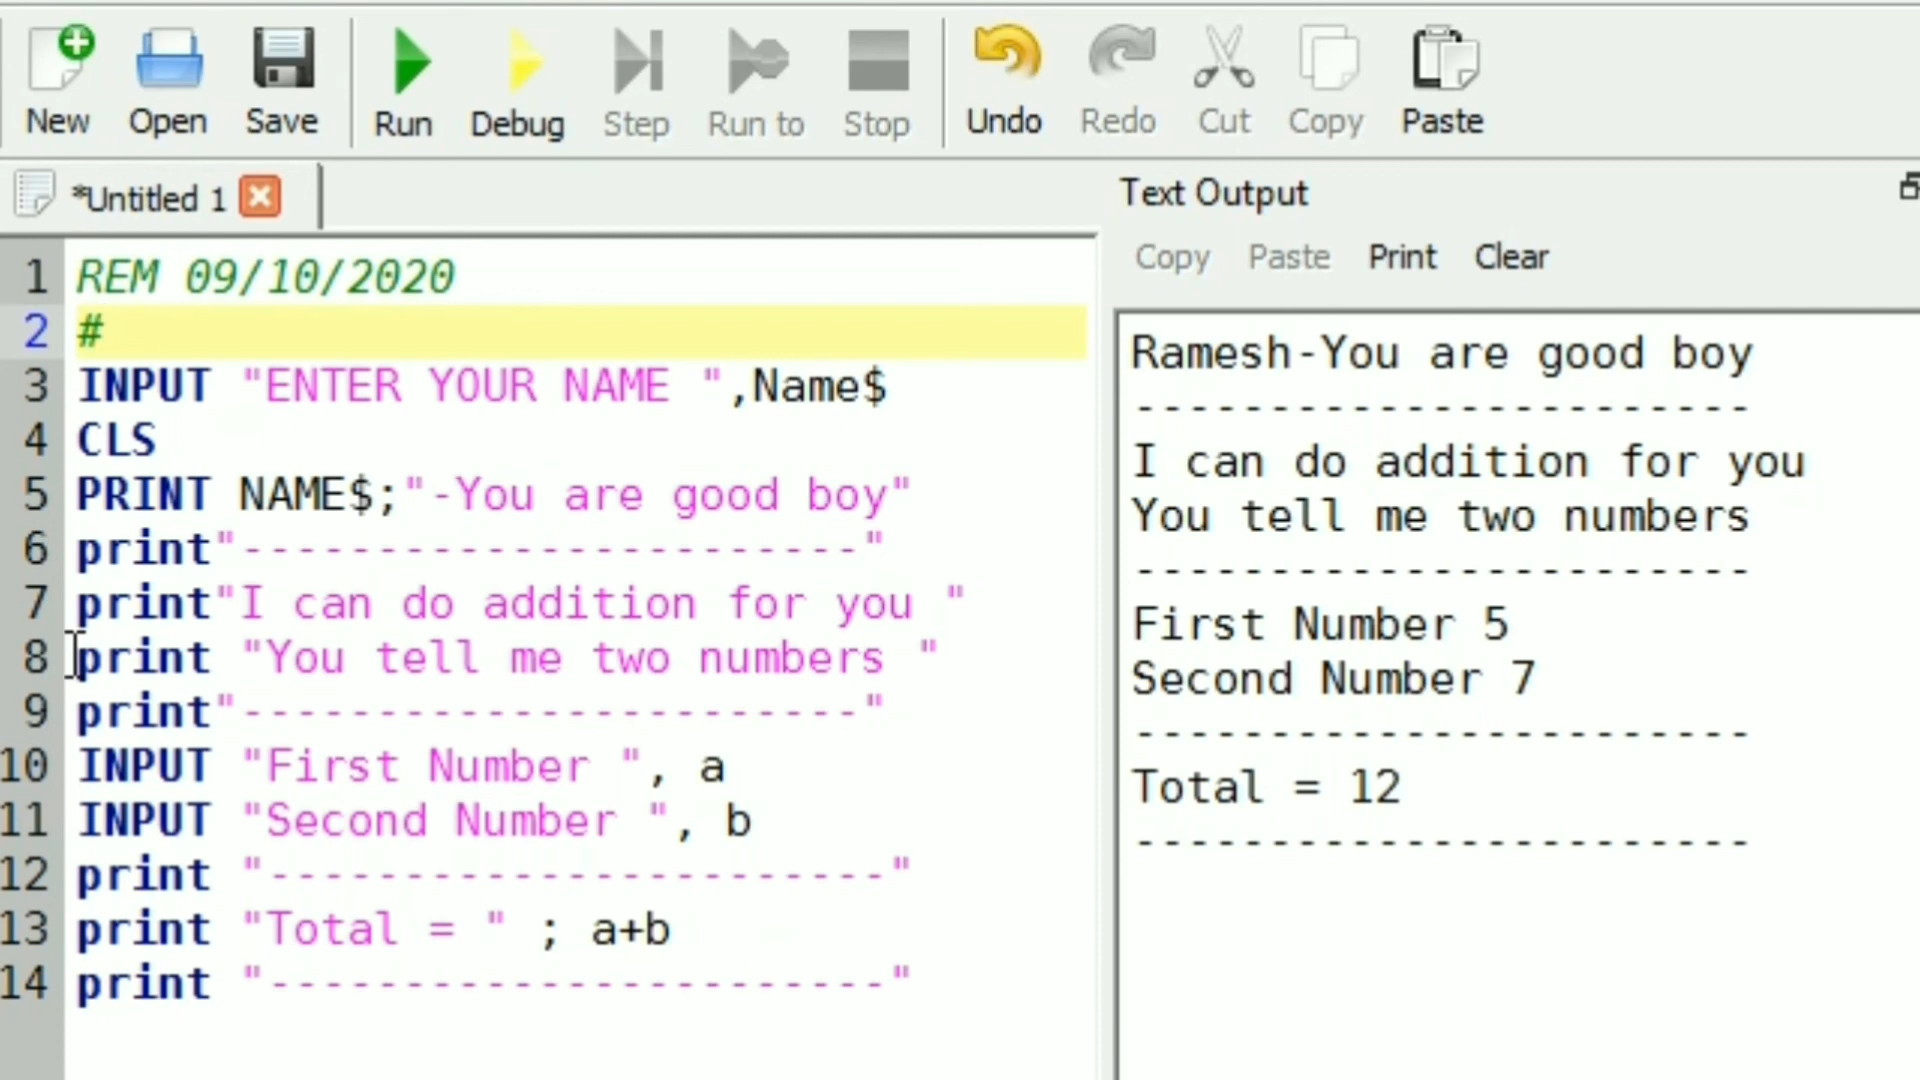 New Open Save Run Debug Step Run to Stop Undo Redo Cut Copy Paste
*Untitled 1
1 REM 09/10/2020
2 #
3 INPUT "ENTER YOUR NAME ",Name$
4 CLS
5 PRINT NAME$;"-You are good boy"
6 print"-----------------------"
7 print"I can do addition for you "
8 print "You tell me two numbers "
9 print"-----------------------"
10 INPUT "First Number ", a
11 INPUT "Second Number ", b
12 print "-----------------------"
13 print "Total = " ; a+b
14 print "-----------------------"
Text Output
Copy Paste Print Clear
Ramesh-You are good boy
-----------------------
I can do addition for you
You tell me two numbers
-----------------------
First Number 5
Second Number 7
-----------------------
Total = 12
-----------------------